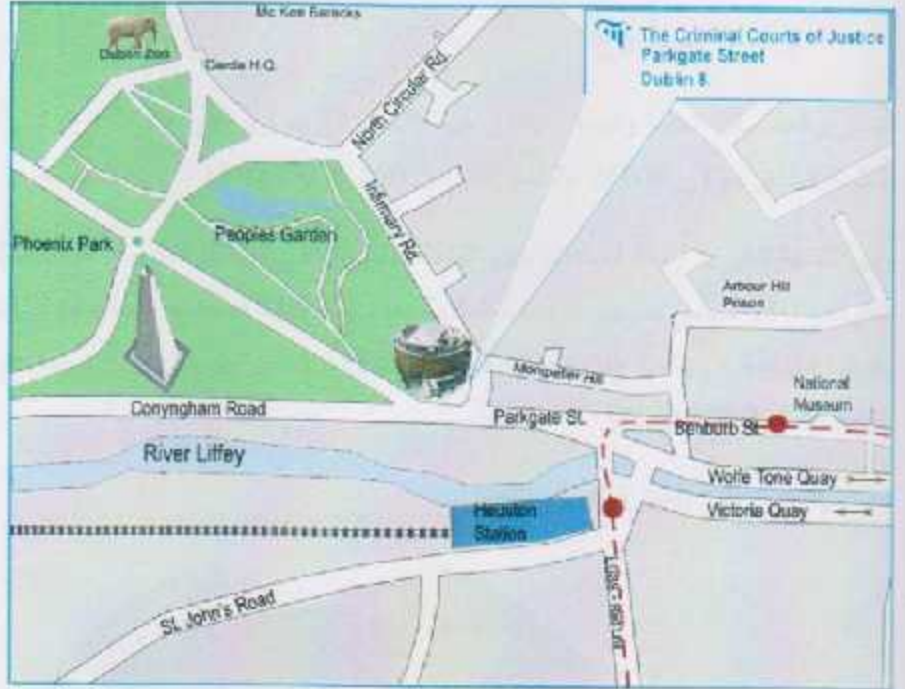 Mc Kee Baracks
The Criminal Courts of Justice
Parkgate Street
Dublin 8.
Dublin Zoo
Garda H.Q.
North Circular Rd.
Infirmary Rd.
Phoenix Park
Peoples Garden
Arbour Hill
Prison
Montpelier Hill
National
Museum
Conyngham Road
Parkgate St.
Benburb St.
River Liffey
Wolfe Tone Quay
Heuston
Station
Victoria Quay
St. John's Road